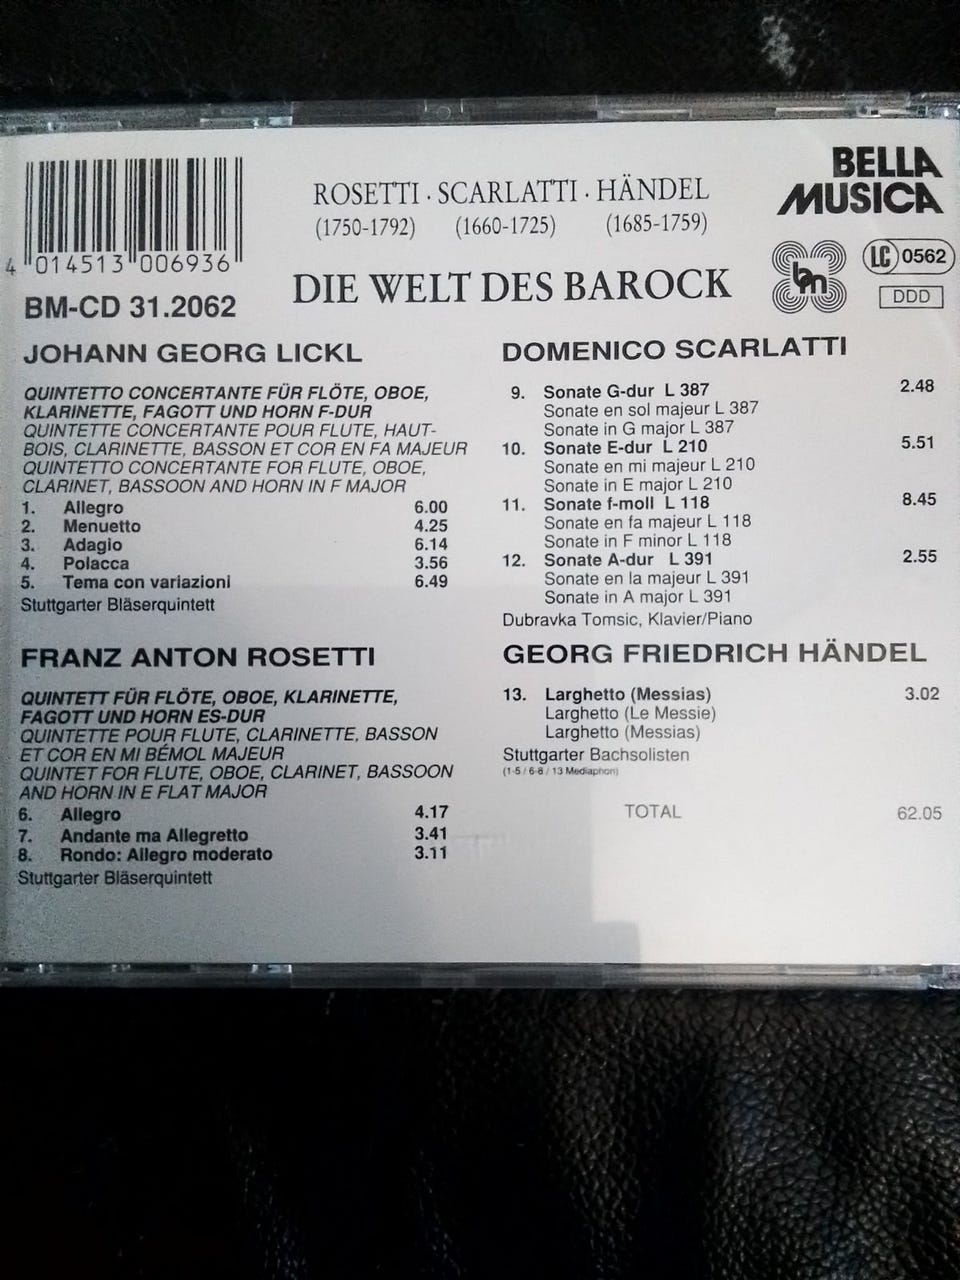 ROSETTI · SCARLATTI · HÄNDEL
(1750-1792) (1660-1725) (1685-1759)
DIE WELT DES BAROCK
BELLA
MUSICA
bm
LC 0562
DDD
4 014513 006936
BM-CD 31.2062
JOHANN GEORG LICKL
QUINTETTO CONCERTANTE FÜR FLÖTE, OBOE,
KLARINETTE, FAGOTT UND HORN F-DUR
QUINTETTE CONCERTANTE POUR FLUTE, HAUT-
BOIS, CLARINETTE, BASSON ET COR EN FA MAJEUR
QUINTETTO CONCERTANTE FOR FLUTE, OBOE,
CLARINET, BASSOON AND HORN IN F MAJOR
1. Allegro 6.00
2. Menuetto 4.25
3. Adagio 6.14
4. Polacca 3.56
5. Tema con variazioni 6.49
Stuttgarter Bläserquintett
FRANZ ANTON ROSETTI
QUINTETT FÜR FLÖTE, OBOE, KLARINETTE,
FAGOTT UND HORN ES-DUR
QUINTETTE POUR FLUTE, CLARINETTE, BASSON
ET COR EN MI BÉMOL MAJEUR
QUINTET FOR FLUTE, OBOE, CLARINET, BASSOON
AND HORN IN E FLAT MAJOR
6. Allegro 4.17
7. Andante ma Allegretto 3.41
8. Rondo: Allegro moderato 3.11
Stuttgarter Bläserquintett
DOMENICO SCARLATTI
9. Sonate G-dur L 387 2.48
Sonate en sol majeur L 387
Sonate in G major L 387
10. Sonate E-dur L 210 5.51
Sonate en mi majeur L 210
Sonate in E major L 210
11. Sonate f-moll L 118 8.45
Sonate en fa majeur L 118
Sonate in F minor L 118
12. Sonate A-dur L 391 2.55
Sonate en la majeur L 391
Sonate in A major L 391
Dubravka Tomsic, Klavier/Piano
GEORG FRIEDRICH HÄNDEL
13. Larghetto (Messias) 3.02
Larghetto (Le Messie)
Larghetto (Messias)
Stuttgarter Bachsolisten
(1-5 / 6-8 / 13 Mediaphon)
TOTAL 62.05